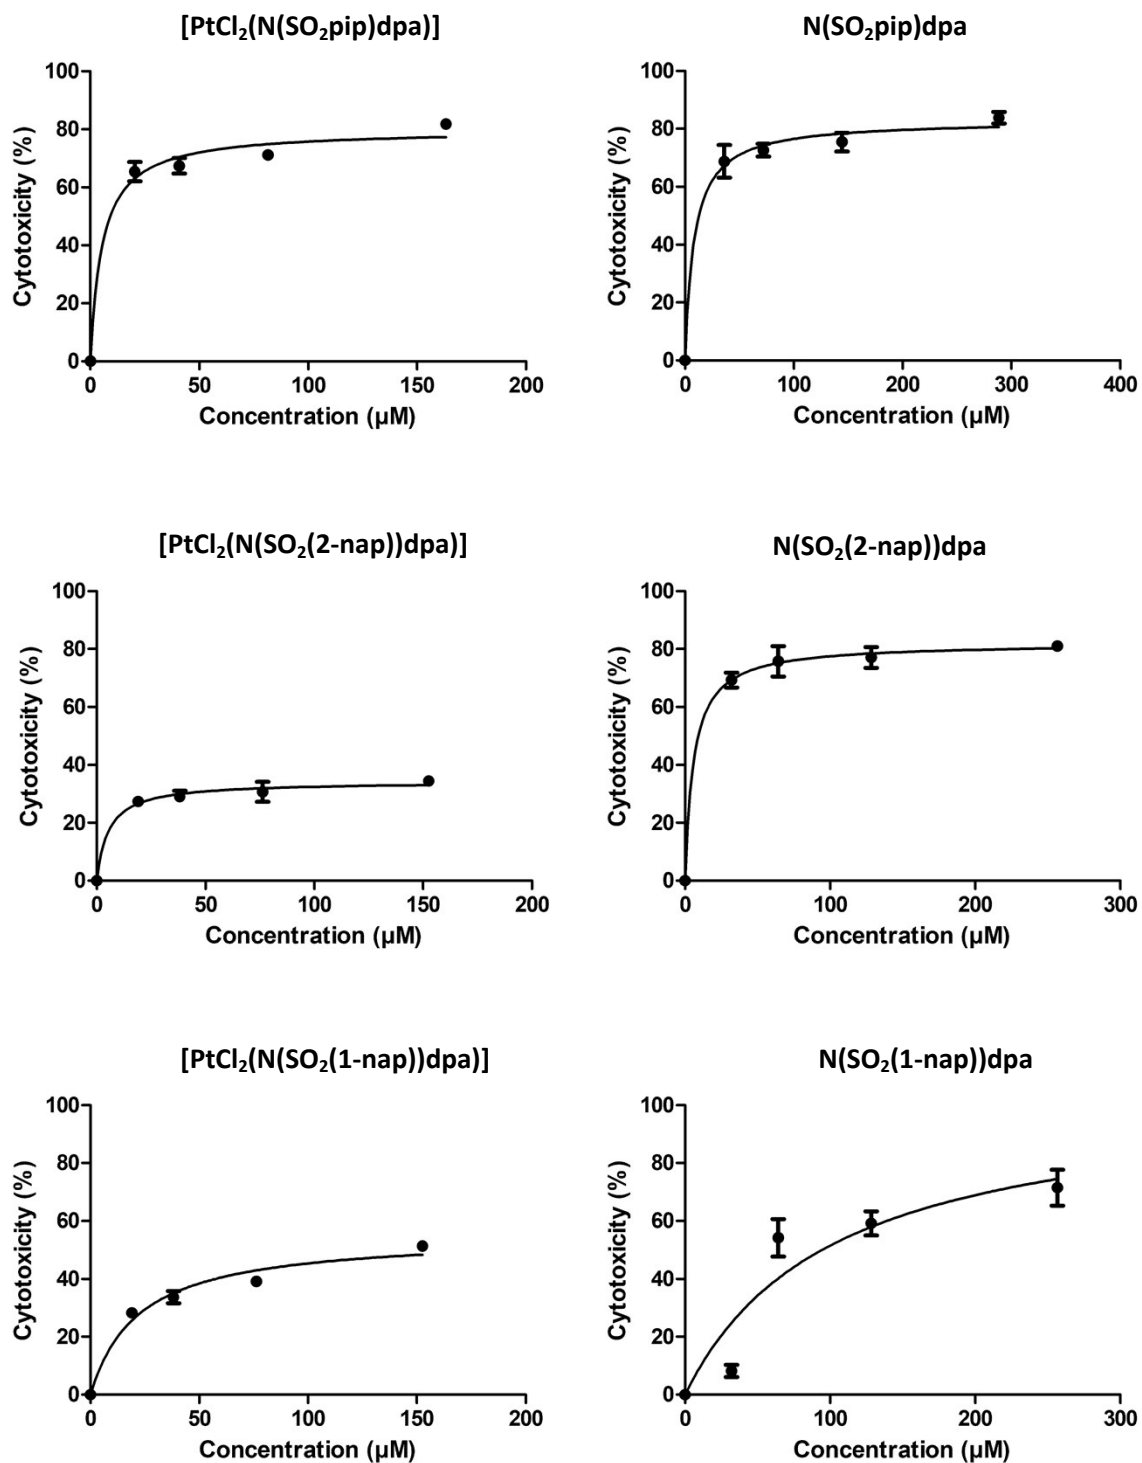 [PtCl₂(N(SO₂pip)dpa)]
100
80
60
40
20
0
Cytotoxicity (%)
0 50 100 150 200
Concentration (µM)
N(SO₂pip)dpa
100
80
60
40
20
0
Cytotoxicity (%)
0 100 200 300 400
Concentration (µM)
[PtCl₂(N(SO₂(2-nap))dpa)]
100
80
60
40
20
0
Cytotoxicity (%)
0 50 100 150 200
Concentration (µM)
N(SO₂(2-nap))dpa
100
80
60
40
20
0
Cytotoxicity (%)
0 100 200 300
Concentration (µM)
[PtCl₂(N(SO₂(1-nap))dpa)]
100
80
60
40
20
0
Cytotoxicity (%)
0 50 100 150 200
Concentration (µM)
N(SO₂(1-nap))dpa
100
80
60
40
20
0
Cytotoxicity (%)
0 100 200 300
Concentration (µM)